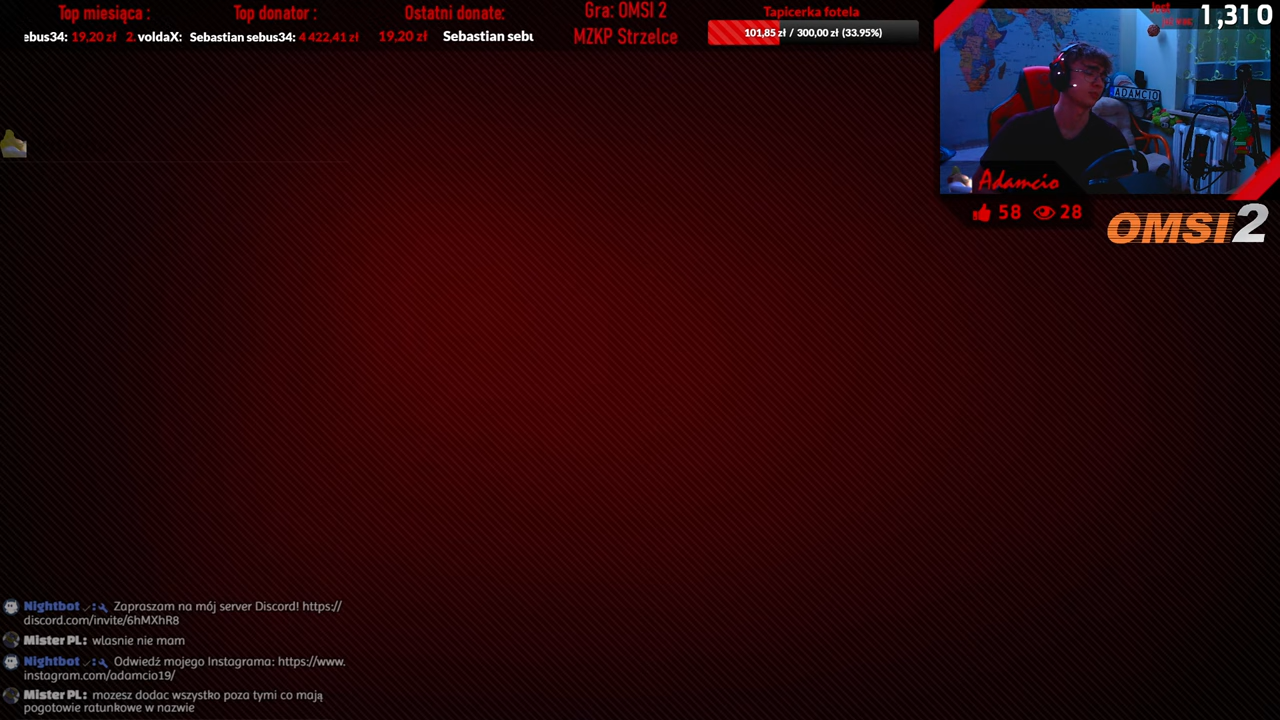 Top miesiąca :
ebus34: 19,20 zł 2. voldaX:
Top donator :
Sebastian sebus34: 4 422,41 zł
Ostatni donate:
19,20 zł Sebastian sebu
Gra: OMSI 2
MZKP Strzelce
Tapicerka fotela
101,85 zł / 300,00 zł (33.95%)
Jest
1,310
ADAMCIO
Adamcio
58 28
OMSI 2
Nightbot : Zapraszam na mój server Discord! https://
discord.com/invite/6hMXhR8
Mister PL: wlasnie nie mam
Nightbot : Odwiedź mojego Instagrama: https://www.
instagram.com/adamcio19/
Mister PL: mozesz dodac wszystko poza tymi co mają
pogotowie ratunkowe w nazwie